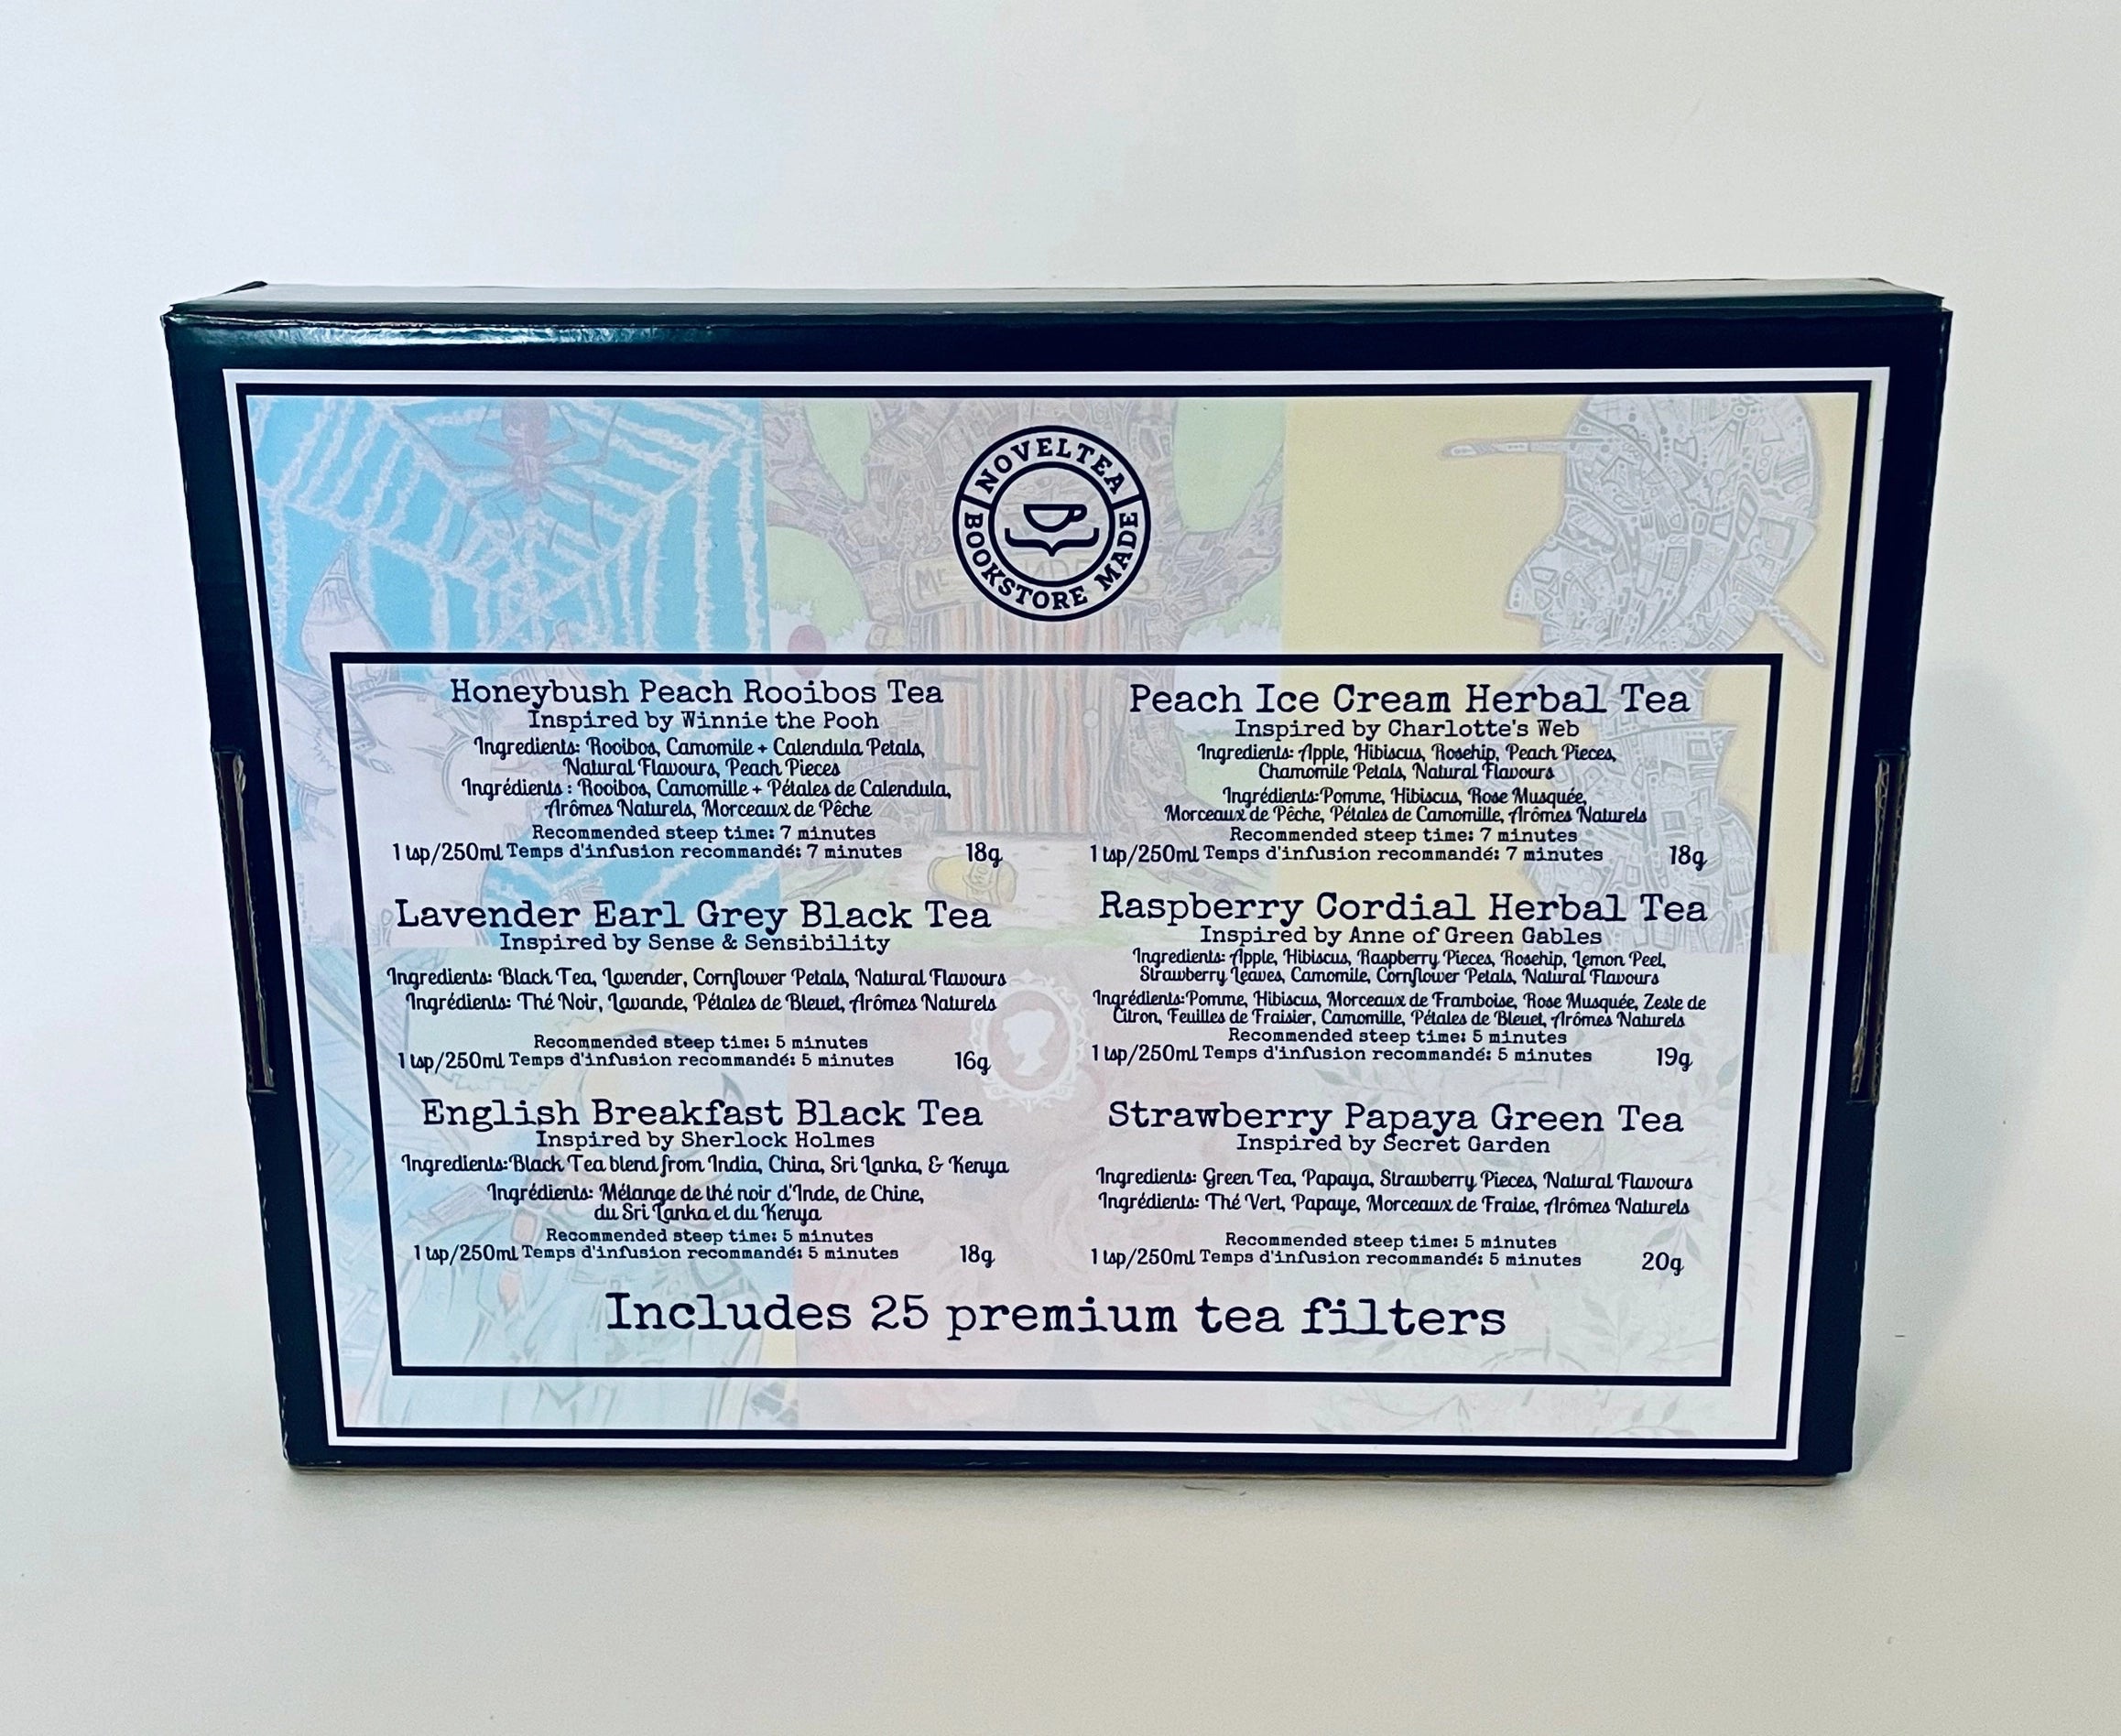 NOVELTEA
BOOKSTORE MADE
Honeybush Peach Rooibos Tea
Inspired by Winnie the Pooh
Ingredients: Rooibos, Camomile + Calendula Petals,
Natural Flavours, Peach Pieces
Ingrédients : Rooibos, Camomille + Pétales de Calendula,
Arômes Naturels, Morceaux de Pêche
Recommended steep time: 7 minutes
1 tsp/250ml Temps d'infusion recommandé: 7 minutes 18g
Lavender Earl Grey Black Tea
Inspired by Sense & Sensibility
Ingredients: Black Tea, Lavender, Cornflower Petals, Natural Flavours
Ingrédients: Thé Noir, Lavande, Pétales de Bleuet, Arômes Naturels
Recommended steep time: 5 minutes
1 tsp/250ml Temps d'infusion recommandé: 5 minutes 16g
English Breakfast Black Tea
Inspired by Sherlock Holmes
Ingredients:Black Tea blend from India, China, Sri Lanka, & Kenya
Ingrédients: Mélange de thé noir d'Inde, de Chine,
du Sri Lanka et du Kenya
Recommended steep time: 5 minutes
1 tsp/250ml Temps d'infusion recommandé: 5 minutes 18g
Peach Ice Cream Herbal Tea
Inspired by Charlotte's Web
Ingredients: Apple, Hibiscus, Rosehip, Peach Pieces,
Chamomile Petals, Natural Flavours
Ingrédients:Pomme, Hibiscus, Rose Musquée,
Morceaux de Pêche, Pétales de Camomille, Arômes Naturels
Recommended steep time: 7 minutes
1 tsp/250ml Temps d'infusion recommandé: 7 minutes 18g
Raspberry Cordial Herbal Tea
Inspired by Anne of Green Gables
Ingredients: Apple, Hibiscus, Raspberry Pieces, Rosehip, Lemon Peel,
Strawberry Leaves, Camomile, Cornflower Petals, Natural Flavours
Ingrédients:Pomme, Hibiscus, Morceaux de Framboise, Rose Musquée, Zeste de
Citron, Feuilles de Fraisier, Camomille, Pétales de Bleuet, Arômes Naturels
Recommended steep time: 5 minutes
1 tsp/250ml Temps d'infusion recommandé: 5 minutes 19g
Strawberry Papaya Green Tea
Inspired by Secret Garden
Ingredients: Green Tea, Papaya, Strawberry Pieces, Natural Flavours
Ingrédients: Thé Vert, Papaye, Morceaux de Fraise, Arômes Naturels
Recommended steep time: 5 minutes
1 tsp/250ml Temps d'infusion recommandé: 5 minutes 20g
Includes 25 premium tea filters